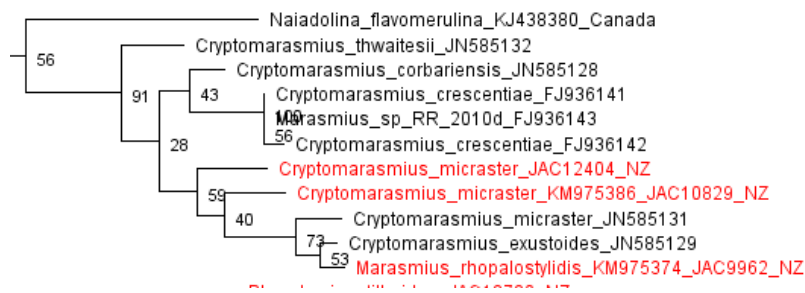 Naiadolina_flavomerulina_KJ438380_Canada
Cryptomarasmius_thwaitesii_JN585132
56
Cryptomarasmius_corbariensis_JN585128
91
43
Cryptomarasmius_crescentiae_FJ936141
100
Marasmius_sp_RR_2010d_FJ936143
56
28
Cryptomarasmius_crescentiae_FJ936142
Cryptomarasmius_micraster_JAC12404_NZ
59
Cryptomarasmius_micraster_KM975386_JAC10829_NZ
40
Cryptomarasmius_micraster_JN585131
73
Cryptomarasmius_exustoides_JN585129
53
Marasmius_rhopalostylidis_KM975374_JAC9962_NZ